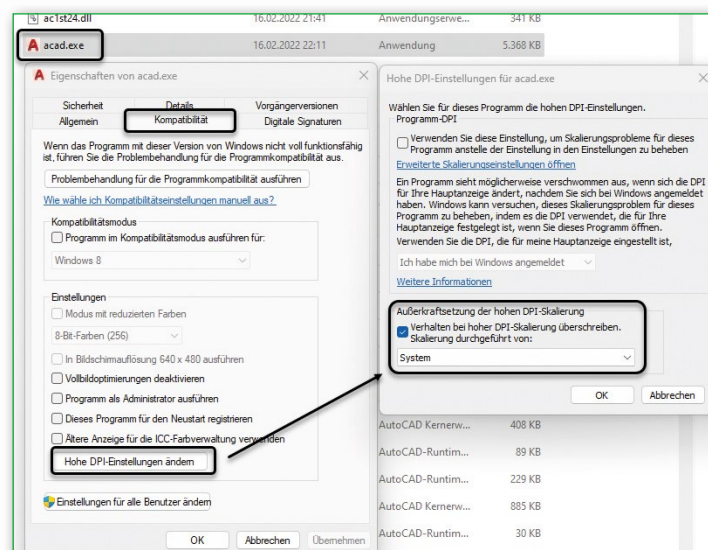 ac1st24.dll 16.02.2022 21:41 Anwendungserwe... 341 KB
acad.exe 16.02.2022 22:11 Anwendung 5.368 KB
Eigenschaften von acad.exe
Sicherheit Details Vorgängerversionen
Allgemein Kompatibilität Digitale Signaturen
Wenn das Programm mit dieser Version von Windows nicht voll funktionsfähig
ist, führen Sie die Problembehandlung für die Programmkompatibilität aus.
Problembehandlung für die Programmkompatibilität ausführen
Wie wähle ich Kompatibilitätseinstellungen manuell aus?
Kompatibilitätsmodus
Programm im Kompatibilitätsmodus ausführen für:
Windows 8
Einstellungen
Modus mit reduzierten Farben
8-Bit-Farben (256)
In Bildschirmauflösung 640 x 480 ausführen
Vollbildoptimierungen deaktivieren
Programm als Administrator ausführen
Dieses Programm für den Neustart registrieren
Ältere Anzeige für die ICC-Farbverwaltung verwenden
Hohe DPI-Einstellungen ändern
Einstellungen für alle Benutzer ändern
OK Abbrechen Übernehmen
Hohe DPI-Einstellungen für acad.exe
Wählen Sie für dieses Programm die hohen DPI-Einstellungen.
Programm-DPI
Verwenden Sie diese Einstellung, um Skalierungsprobleme für dieses
Programm anstelle der Einstellung in den Einstellungen zu beheben
Erweiterte Skalierungseinstellungen öffnen
Ein Programm sieht möglicherweise verschwommen aus, wenn sich die DPI
für Ihre Hauptanzeige ändert, nachdem Sie sich bei Windows angemeldet
haben. Windows kann versuchen, dieses Skalierungsproblem für dieses
Programm zu beheben, indem es die DPI verwendet, die für Ihre
Hauptanzeige festgelegt ist, wenn Sie dieses Programm öffnen.
Verwenden Sie die DPI, die für meine Hauptanzeige eingestellt ist,
Ich habe mich bei Windows angemeldet
Weitere Informationen
Außerkraftsetzung der hohen DPI-Skalierung
Verhalten bei hoher DPI-Skalierung überschreiben.
Skalierung durchgeführt von:
System
OK Abbrechen
AutoCAD Kernerw... 408 KB
AutoCAD-Runtim... 89 KB
AutoCAD-Runtim... 229 KB
AutoCAD Kernerw... 885 KB
AutoCAD-Runtim... 30 KB